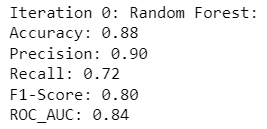 Iteration 0: Random Forest:
Accuracy: 0.88
Precision: 0.90
Recall: 0.72
F1-Score: 0.80
ROC_AUC: 0.84